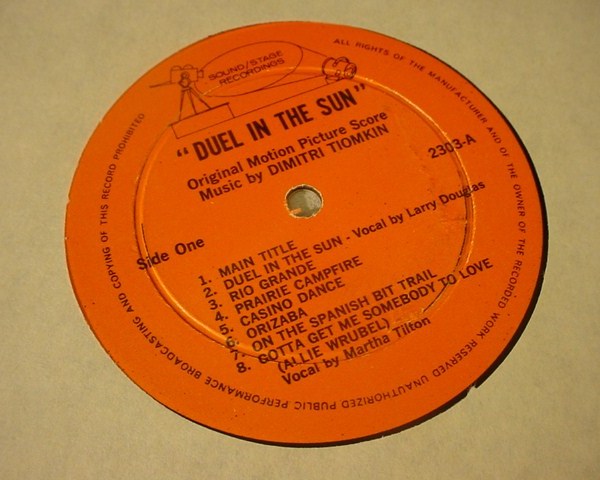 SOUND/STAGE
RECORDINGS
"DUEL IN THE SUN"
Original Motion Picture Score
Music by DIMITRI TIOMKIN
2303-A
Side One
1. MAIN TITLE
2. DUEL IN THE SUN - Vocal by Larry Douglas
3. RIO GRANDE
4. PRAIRIE CAMPFIRE
5. CASINO DANCE
6. ORIZABA
7. ON THE SPANISH BIT TRAIL
8. GOTTA GET ME SOMEBODY TO LOVE
(ALLIE WRUBEL) -
Vocal by Martha Tilton
ALL RIGHTS OF THE MANUFACTURER AND OF THE OWNER OF THE RECORDED WORK RESERVED UNAUTHORIZED PUBLIC PERFORMANCE BROADCASTING AND COPYING OF THIS RECORD PROHIBITED